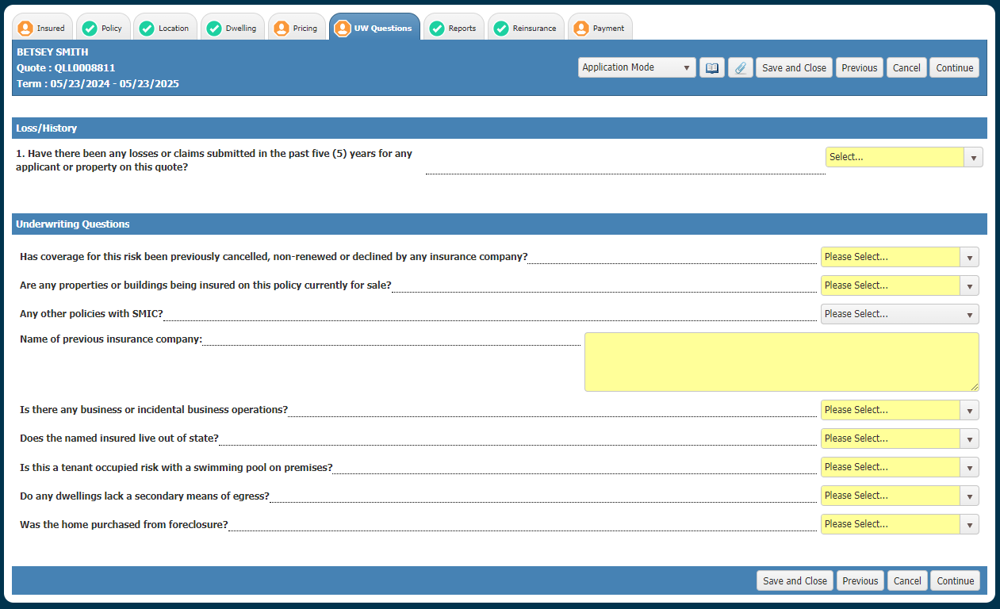 Insured
Policy
Location
Dwelling
Pricing
UW Questions
Reports
Reinsurance
Payment
BETSEY SMITH
Quote : QLL0008811
Term : 05/23/2024 - 05/23/2025
Application Mode
Save and Close
Previous
Cancel
Continue
Loss/History
1. Have there been any losses or claims submitted in the past five (5) years for any
applicant or property on this quote?
Select...
Underwriting Questions
Has coverage for this risk been previously cancelled, non-renewed or declined by any insurance company?
Please Select...
Are any properties or buildings being insured on this policy currently for sale?
Please Select...
Any other policies with SMIC?
Please Select...
Name of previous insurance company:
Is there any business or incidental business operations?
Please Select...
Does the named insured live out of state?
Please Select...
Is this a tenant occupied risk with a swimming pool on premises?
Please Select...
Do any dwellings lack a secondary means of egress?
Please Select...
Was the home purchased from foreclosure?
Please Select...
Save and Close
Previous
Cancel
Continue